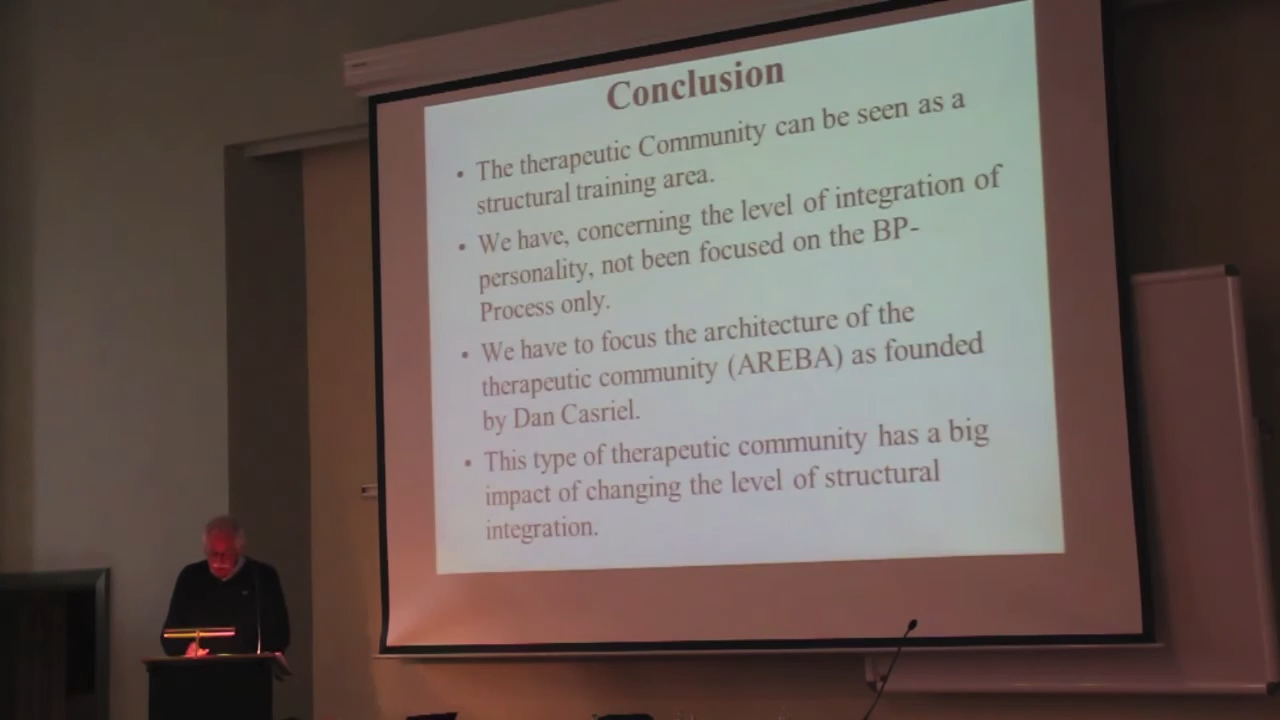 Conclusion
• The therapeutic Community can be seen as a
structural training area.
• We have, concerning the level of integration of
personality, not been focused on the BP-
Process only.
• We have to focus the architecture of the
therapeutic community (AREBA) as founded
by Dan Casriel.
• This type of therapeutic community has a big
impact of changing the level of structural
integration.